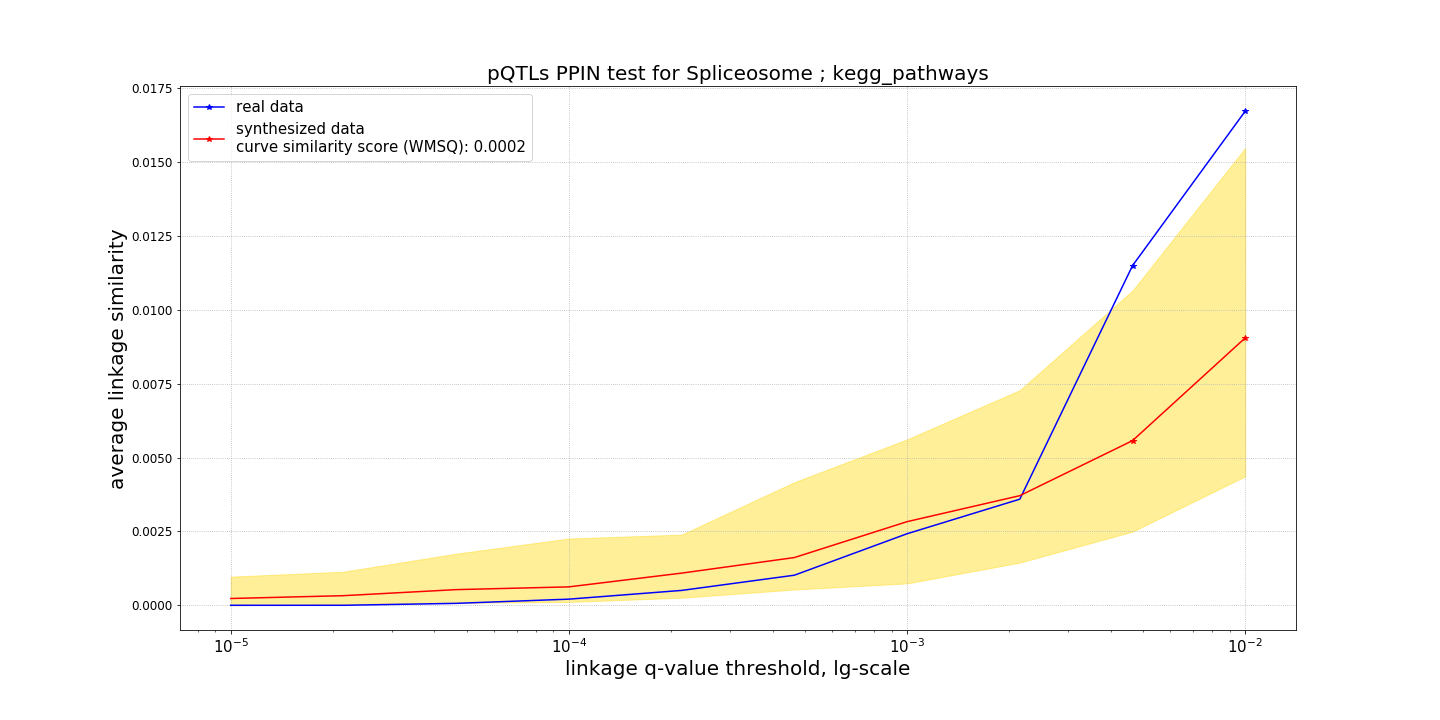 pQTLs PPIN test for Spliceosome ; kegg_pathways
real data
synthesized data
curve similarity score (WMSQ): 0.0002
average linkage similarity
0.0175
0.0150
0.0125
0.0100
0.0075
0.0050
0.0025
0.0000
10⁻⁵ 10⁻⁴ 10⁻³ 10⁻²
linkage q-value threshold, lg-scale